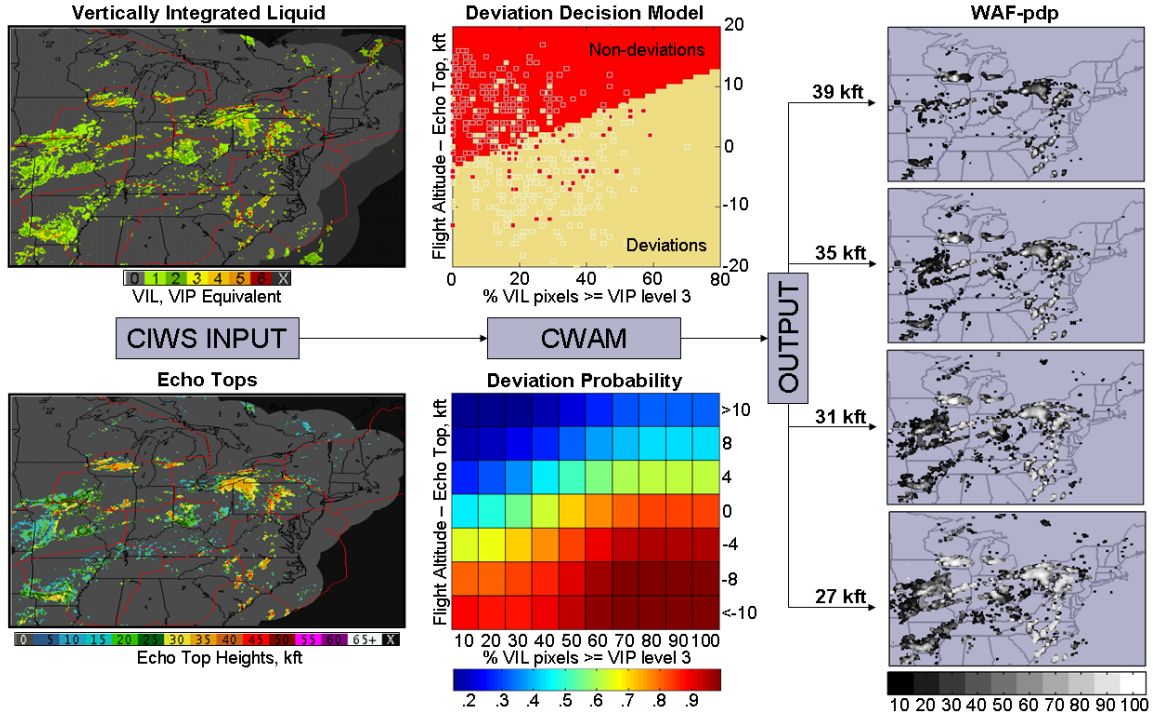 Vertically Integrated Liquid
0 1 2 3 4 5 6 X
VIL, VIP Equivalent
Deviation Decision Model
Flight Altitude – Echo Top, kft
Non-deviations
Deviations
20
10
0
-10
-20
0 20 40 60 80
% VIL pixels >= VIP level 3
WAF-pdp
39 kft
35 kft
31 kft
27 kft
CIWS INPUT
CWAM
OUTPUT
Echo Tops
0 5 10 15 20 25 30 35 40 45 50 55 60 65+ X
Echo Top Heights, kft
Deviation Probability
Flight Altitude – Echo Top, kft
>10
8
4
0
-4
-8
<-10
10 20 30 40 50 60 70 80 90 100
% VIL pixels >= VIP level 3
.2 .3 .4 .5 .6 .7 .8 .9
10 20 30 40 50 60 70 80 90 100